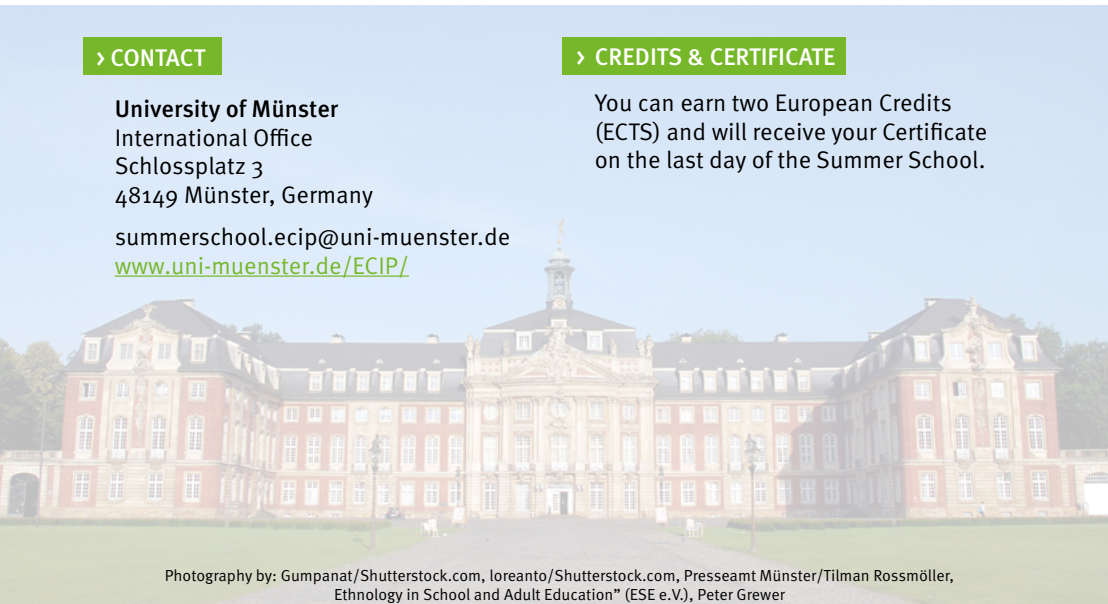 > CONTACT
University of Münster
International Office
Schlossplatz 3
48149 Münster, Germany
summerschool.ecip@uni-muenster.de
www.uni-muenster.de/ECIP/
> CREDITS & CERTIFICATE
You can earn two European Credits
(ECTS) and will receive your Certificate
on the last day of the Summer School.
Photography by: Gumpanat/Shutterstock.com, loreanto/Shutterstock.com, Presseamt Münster/Tilman Rossmöller,
Ethnology in School and Adult Education” (ESE e.V.), Peter Grewer